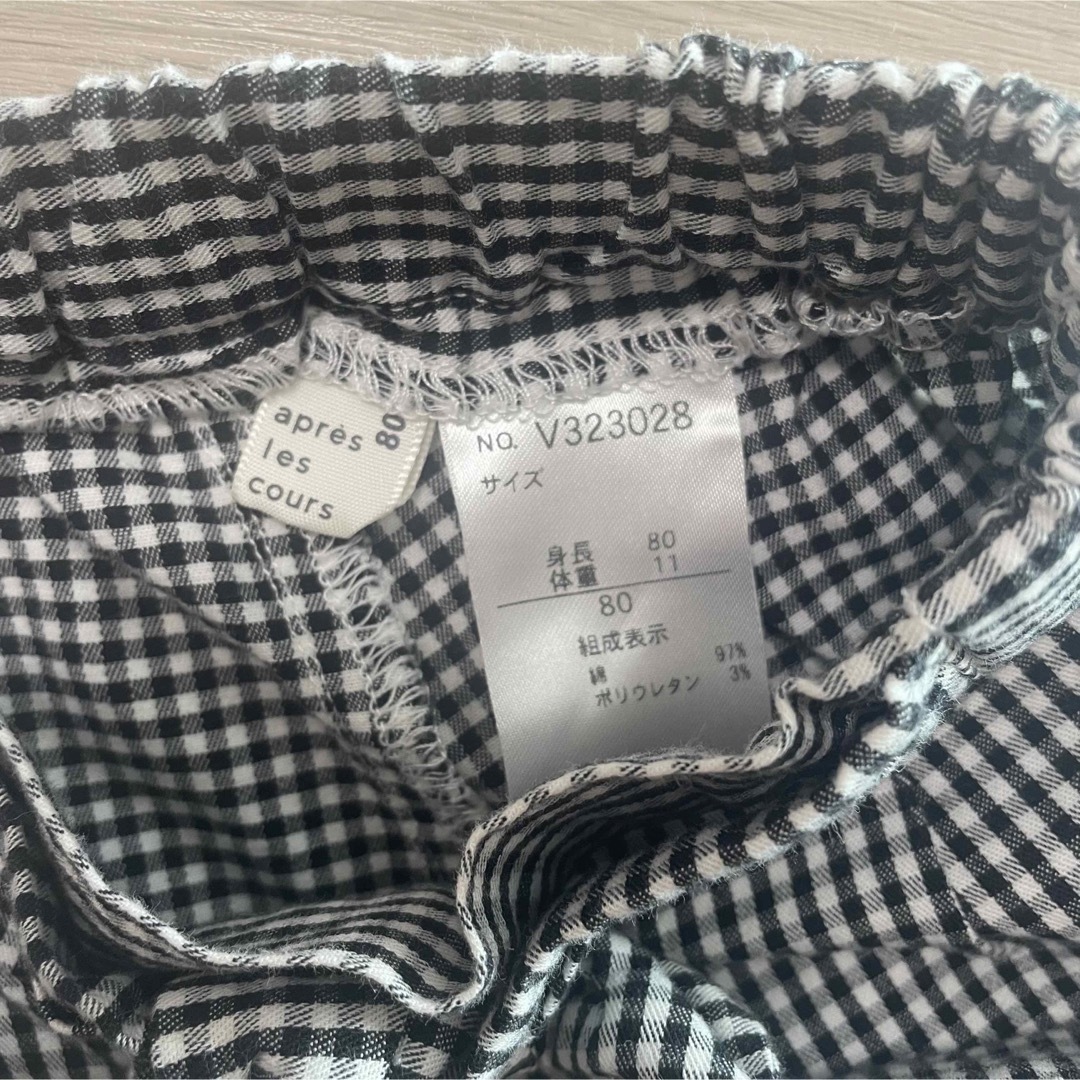 après
les
cours
80
NO. V323028
サイズ
身長 80
体重 11
80
組成表示
綿 97%
ポリウレタン 3%